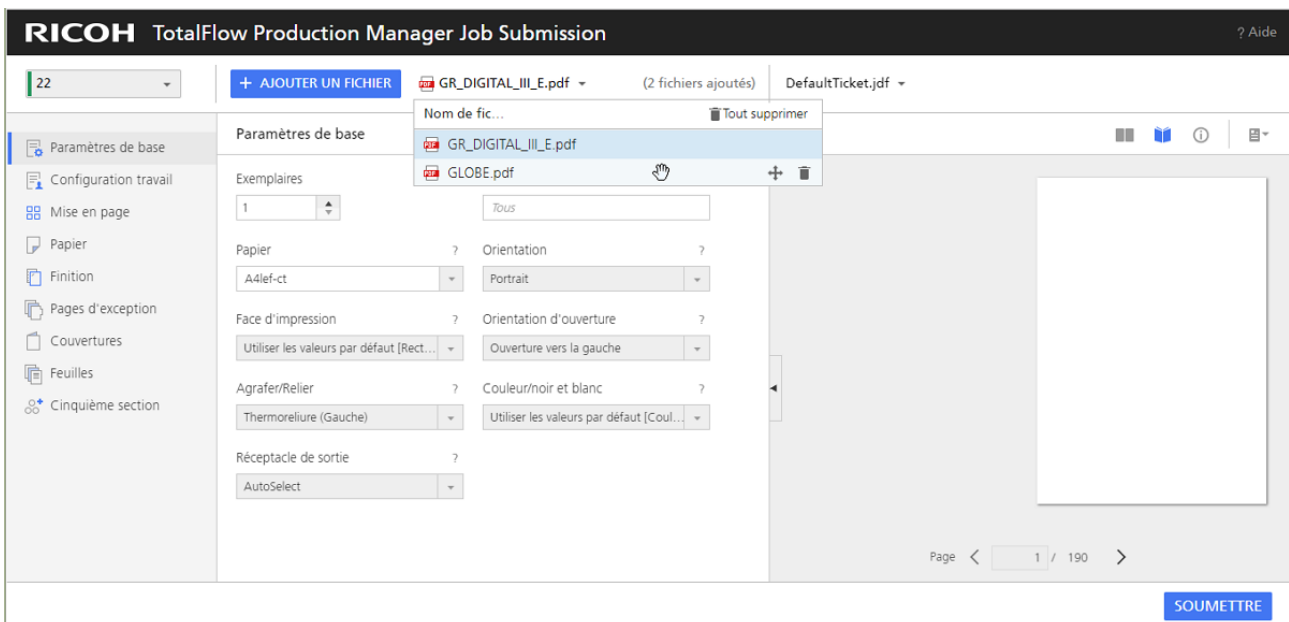 RICOH TotalFlow Production Manager Job Submission ? Aide
22 + AJOUTER UN FICHIER PDF GR_DIGITAL_III_E.pdf (2 fichiers ajoutés) DefaultTicket.jdf
Nom de fic... Tout supprimer
PDF GR_DIGITAL_III_E.pdf
PDF GLOBE.pdf
Paramètres de base
Configuration travail
Mise en page
Papier
Finition
Pages d'exception
Couvertures
Feuilles
Cinquième section
Paramètres de base
Exemplaires
1 Tous
Papier ? Orientation ?
A4lef-ct Portrait
Face d'impression ? Orientation d'ouverture ?
Utiliser les valeurs par défaut [Rect... Ouverture vers la gauche
Agrafer/Relier ? Couleur/noir et blanc ?
Thermoreliure (Gauche) Utiliser les valeurs par défaut [Coul...
Réceptacle de sortie ?
AutoSelect
Page 1 / 190
SOUMETTRE